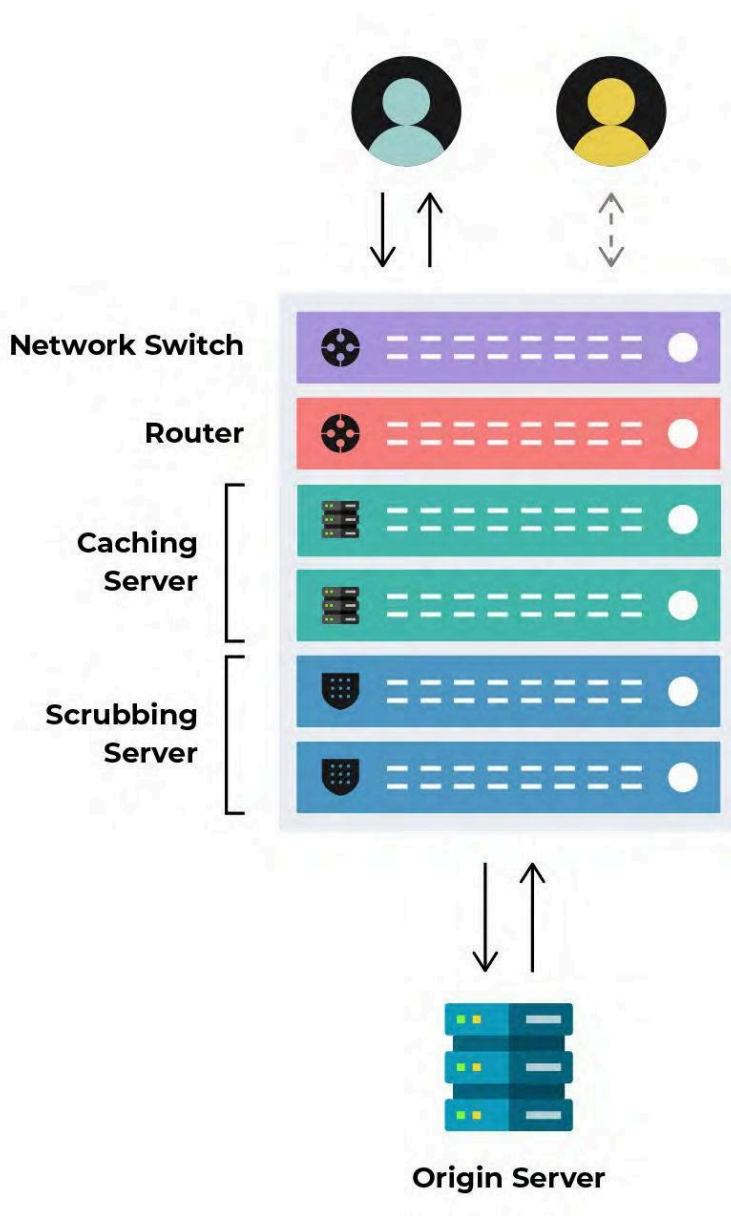 Network Switch
Router
Caching
Server
Scrubbing
Server
Origin Server